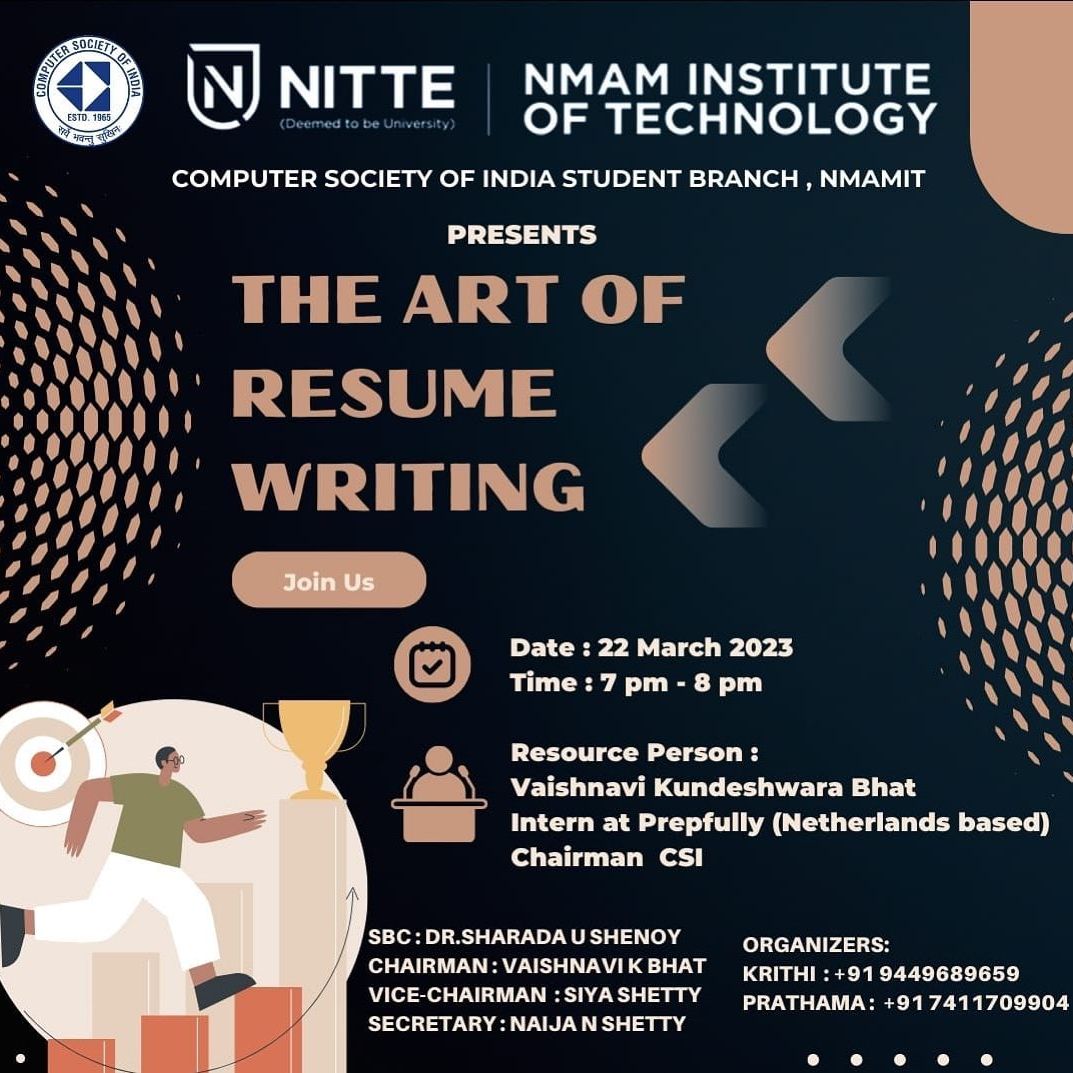 COMPUTER SOCIETY OF INDIA
ESTD. 1965
सर्वे भवन्तु सुखिनः
N NITTE
(Deemed to be University)
NMAM INSTITUTE
OF TECHNOLOGY
COMPUTER SOCIETY OF INDIA STUDENT BRANCH , NMAMIT
PRESENTS
THE ART OF
RESUME
WRITING
Join Us
Date : 22 March 2023
Time : 7 pm - 8 pm
Resource Person :
Vaishnavi Kundeshwara Bhat
Intern at Prepfully (Netherlands based)
Chairman CSI
SBC : DR.SHARADA U SHENOY
CHAIRMAN : VAISHNAVI K BHAT
VICE-CHAIRMAN : SIYA SHETTY
SECRETARY : NAIJA N SHETTY
ORGANIZERS:
KRITHI : +91 9449689659
PRATHAMA : +91 7411709904